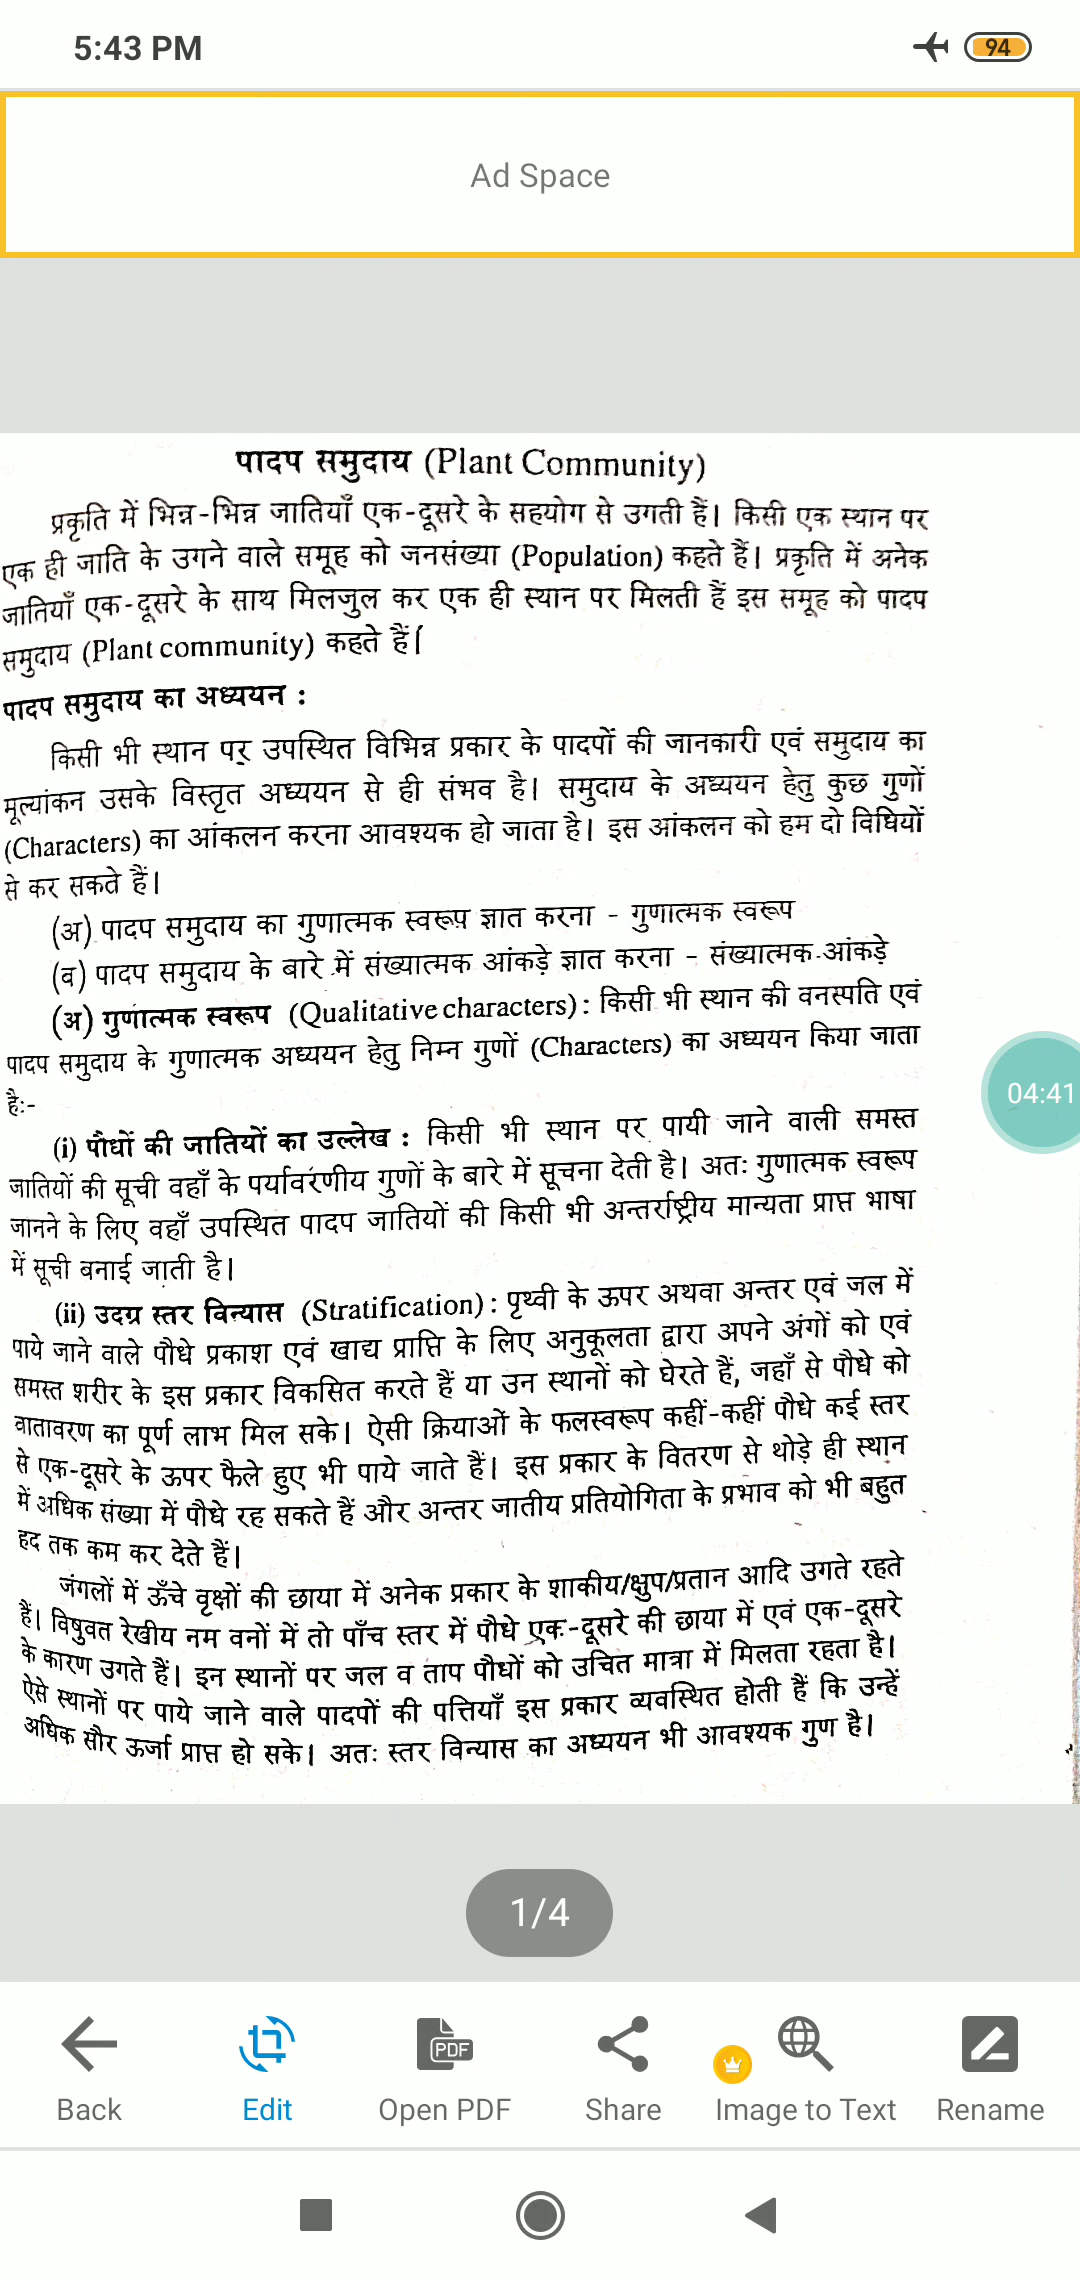 5:43 PM
94
Ad Space
पादप समुदाय (Plant Community)
प्रकृति में भिन्न-भिन्न जातियाँ एक-दूसरे के सहयोग से उगती हैं। किसी एक स्थान पर
एक ही जाति के उगने वाले समूह को जनसंख्या (Population) कहते हैं। प्रकृति में अनेक
जातियाँ एक-दूसरे के साथ मिलजुल कर एक ही स्थान पर मिलती हैं इस समूह को पादप
समुदाय (Plant community) कहते हैं।
पादप समुदाय का अध्ययन :
किसी भी स्थान पर उपस्थित विभिन्न प्रकार के पादपों की जानकारी एवं समुदाय का
मूल्यांकन उसके विस्तृत अध्ययन से ही संभव है। समुदाय के अध्ययन हेतु कुछ गुणों
(Characters) का आंकलन करना आवश्यक हो जाता है। इस आंकलन को हम दो विधियों
से कर सकते हैं।
(अ) पादप समुदाय का गुणात्मक स्वरूप ज्ञात करना - गुणात्मक स्वरूप
(व) पादप समुदाय के बारे में संख्यात्मक आंकड़े ज्ञात करना - संख्यात्मक आंकड़े
(अ) गुणात्मक स्वरूप (Qualitative characters) : किसी भी स्थान की वनस्पति एवं
पादप समुदाय के गुणात्मक अध्ययन हेतु निम्न गुणों (Characters) का अध्ययन किया जाता
है:-
(i) पौधों की जातियों का उल्लेख : किसी भी स्थान पर पायी जाने वाली समस्त
जातियों की सूची वहाँ के पर्यावरणीय गुणों के बारे में सूचना देती है। अतः गुणात्मक स्वरूप
जानने के लिए वहाँ उपस्थित पादप जातियों की किसी भी अन्तर्राष्ट्रीय मान्यता प्राप्त भाषा
में सूची बनाई जाती है।
(ii) उदग्र स्तर विन्यास (Stratification) : पृथ्वी के ऊपर अथवा अन्तर एवं जल में
पाये जाने वाले पौधे प्रकाश एवं खाद्य प्राप्ति के लिए अनुकूलता द्वारा अपने अंगों को एवं
समस्त शरीर के इस प्रकार विकसित करते हैं या उन स्थानों को घेरते हैं, जहाँ से पौधे को
वातावरण का पूर्ण लाभ मिल सके। ऐसी क्रियाओं के फलस्वरूप कहीं-कहीं पौधे कई स्तर
से एक-दूसरे के ऊपर फैले हुए भी पाये जाते हैं। इस प्रकार के वितरण से थोड़े ही स्थान
में अधिक संख्या में पौधे रह सकते हैं और अन्तर जातीय प्रतियोगिता के प्रभाव को भी बहुत
हद तक कम कर देते हैं।
जंगलों में ऊँचे वृक्षों की छाया में अनेक प्रकार के शाकीय/क्षुप/प्रतान आदि उगते रहते
हैं। विषुवत रेखीय नम वनों में तो पाँच स्तर में पौधे एक-दूसरे की छाया में एवं एक-दूसरे
के कारण उगते हैं। इन स्थानों पर जल व ताप पौधों को उचित मात्रा में मिलता रहता है।
ऐसे स्थानों पर पाये जाने वाले पादपों की पत्तियाँ इस प्रकार व्यवस्थित होती हैं कि उन्हें
अधिक सौर ऊर्जा प्राप्त हो सके। अतः स्तर विन्यास का अध्ययन भी आवश्यक गुण है।
04:41
1/4
Back Edit PDF Open PDF Share Image to Text Rename